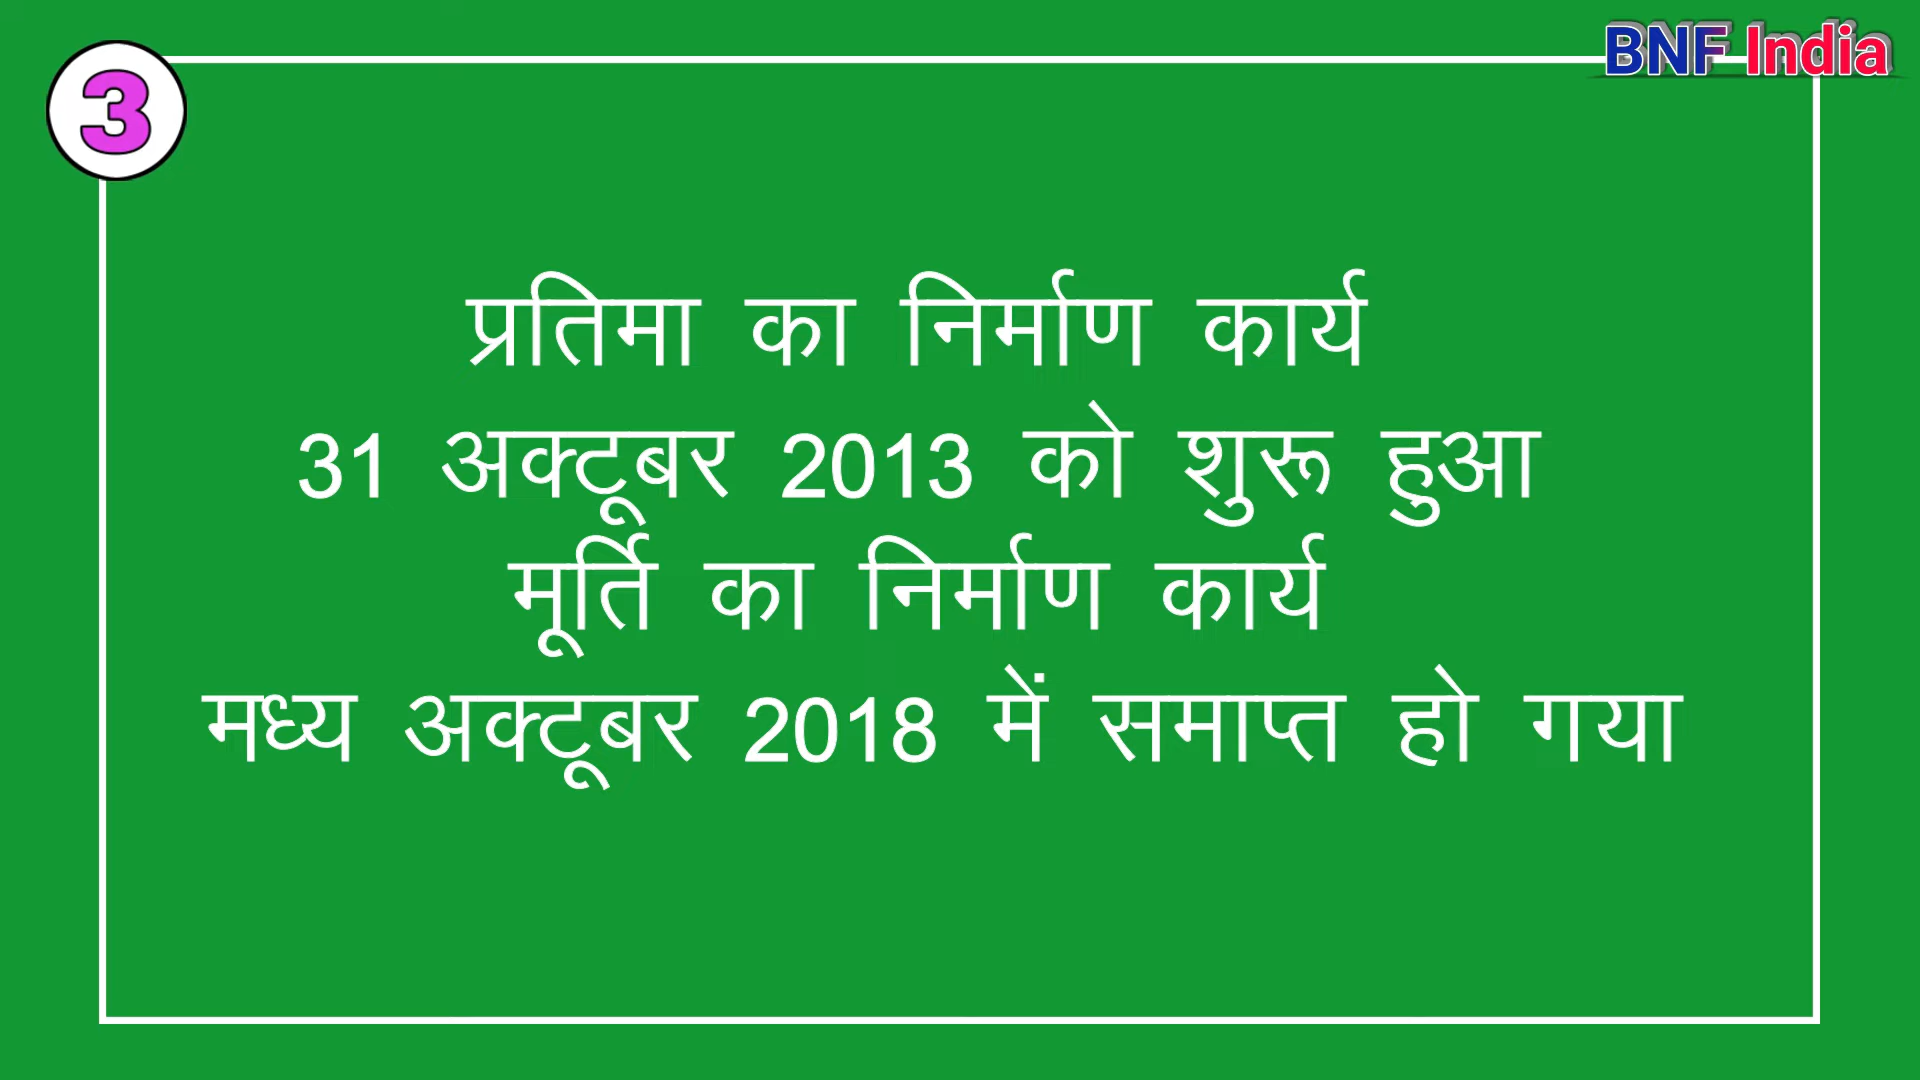 BNF India
3
प्रतिमा का निर्माण कार्य
31 अक्टूबर 2013 को शुरू हुआ
मूर्ति का निर्माण कार्य
मध्य अक्टूबर 2018 में समाप्त हो गया